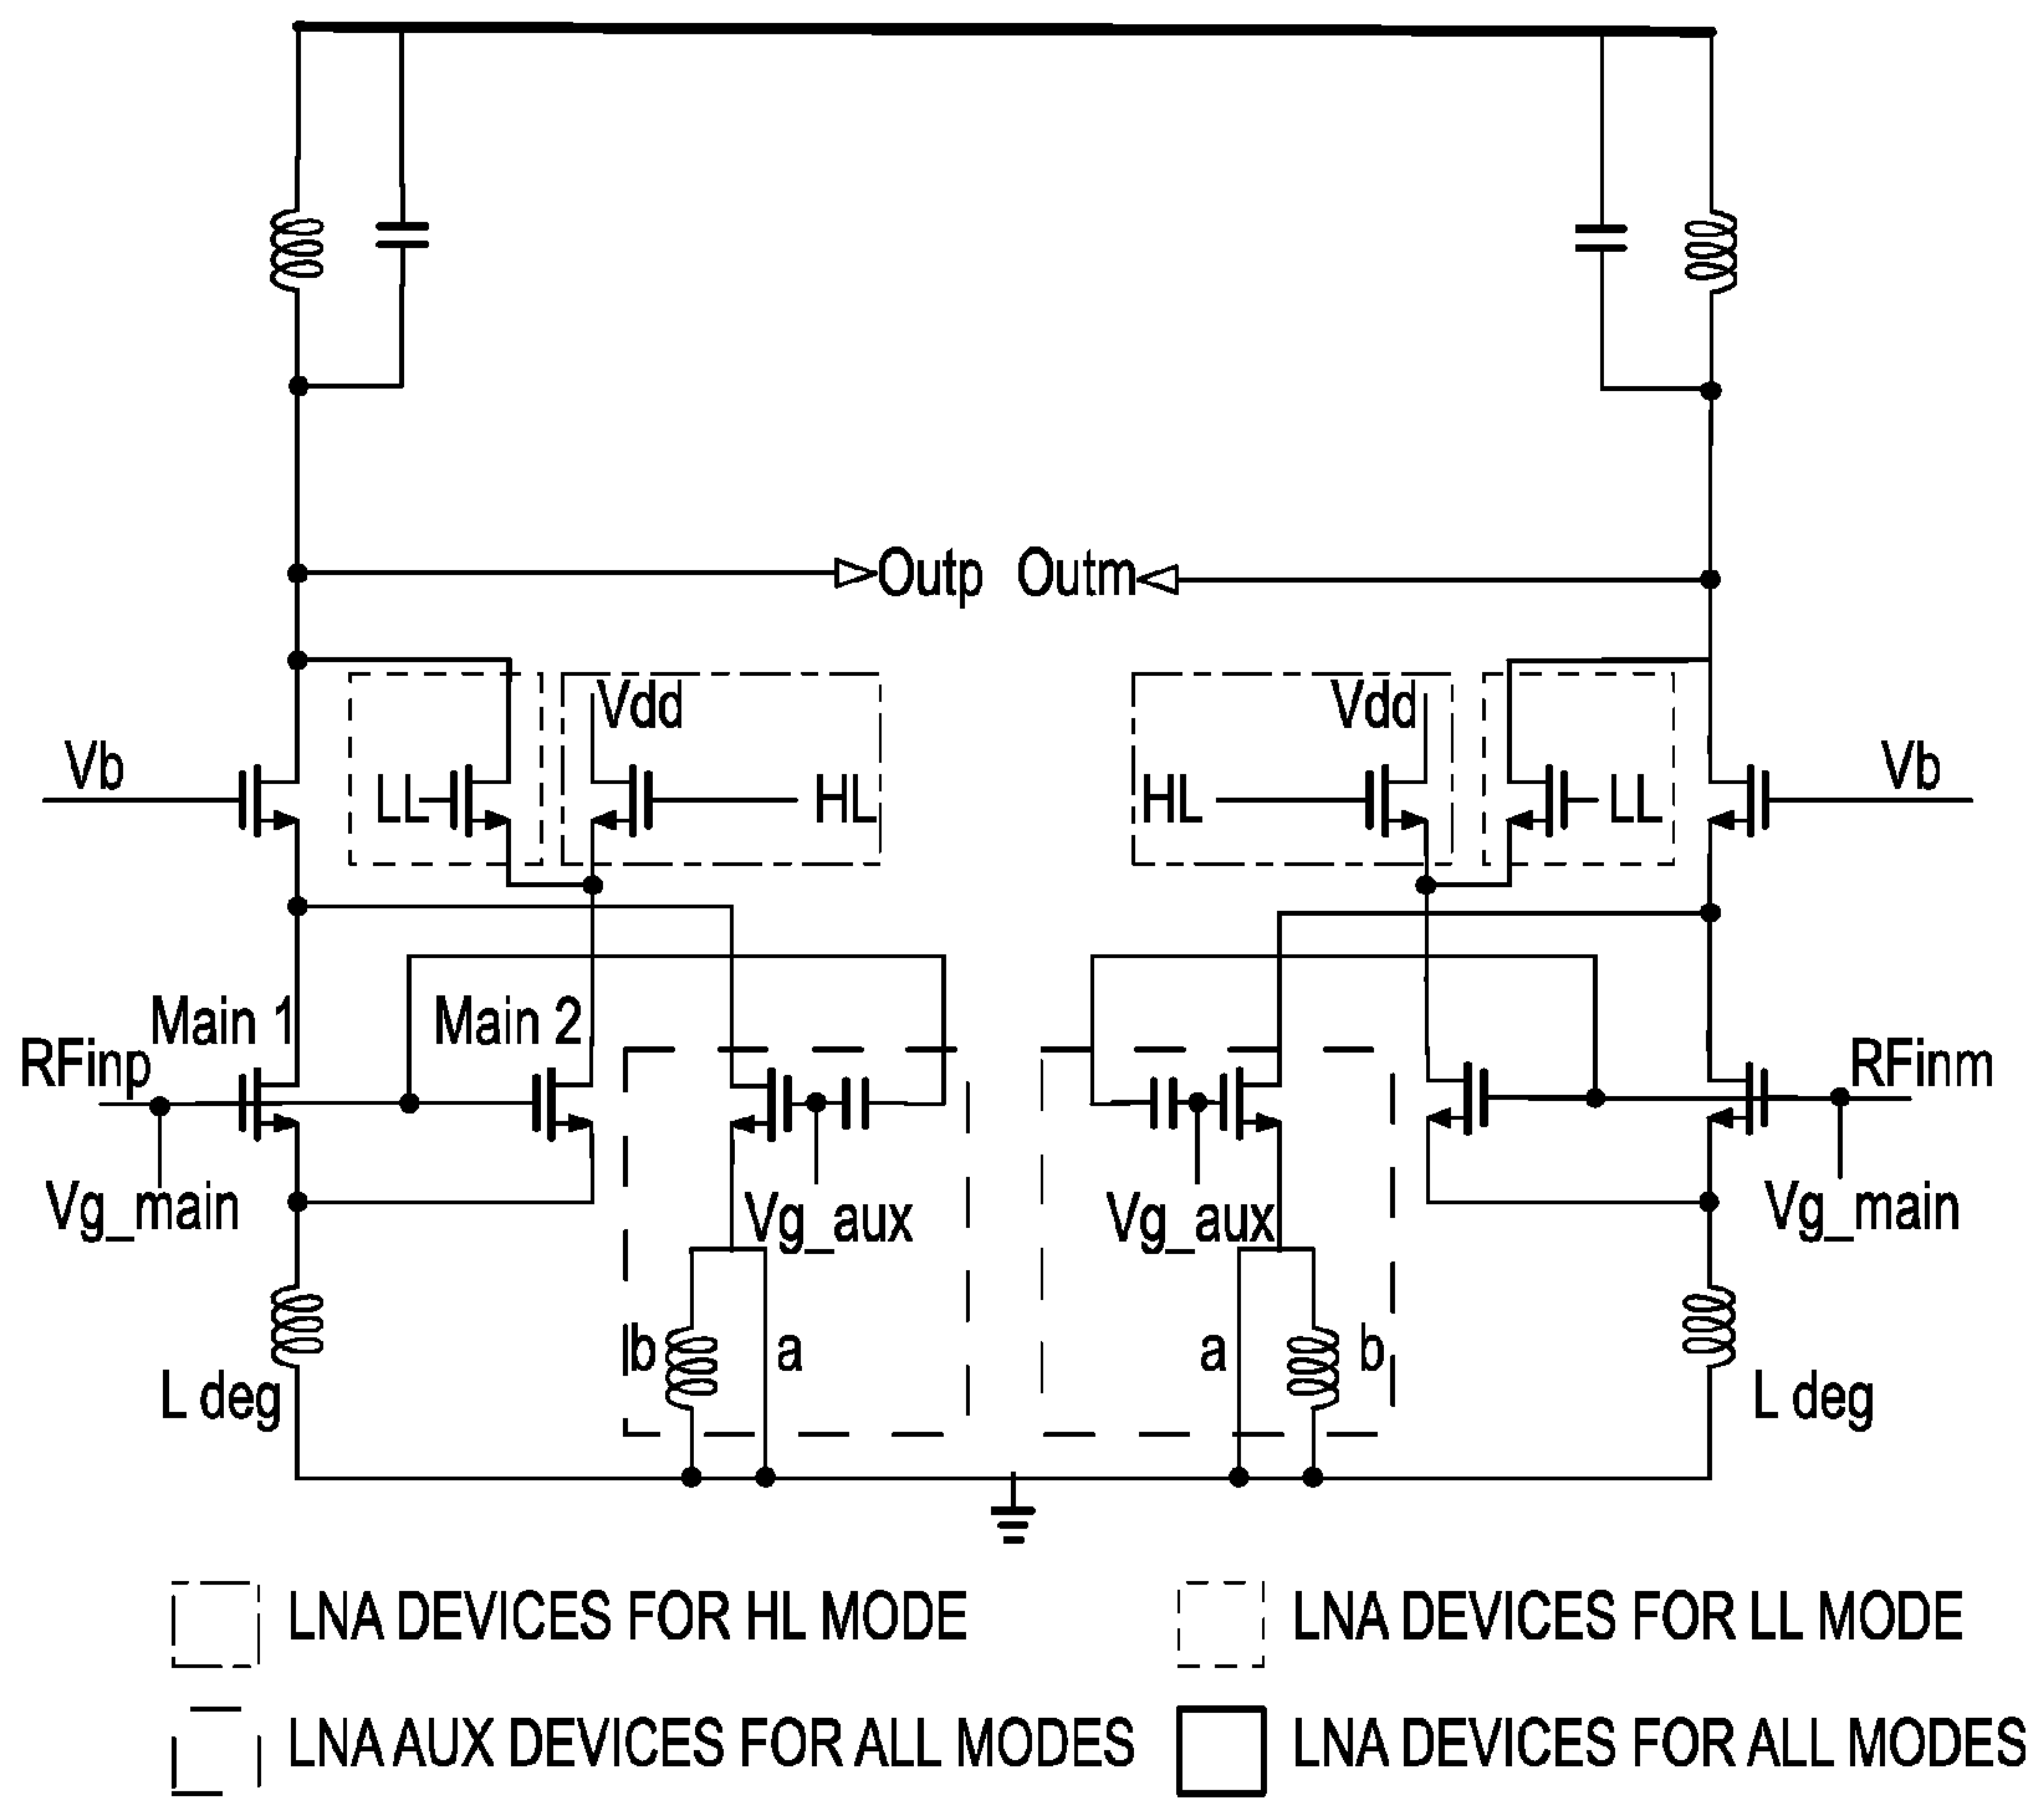 Outp Outm
Vdd Vdd
Vb LL HL HL LL Vb
Main 1 Main 2
RFinp RFinm
Vg_main Vg_aux Vg_aux Vg_main
b a a b
L deg L deg
LNA DEVICES FOR HL MODE LNA DEVICES FOR LL MODE
LNA AUX DEVICES FOR ALL MODES LNA DEVICES FOR ALL MODES